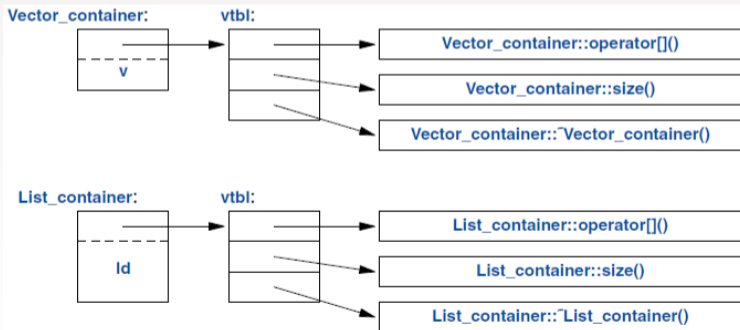 Vector_container: vtbl:
Vector_container::operator[]()
v
Vector_container::size()
Vector_container::~Vector_container()
List_container: vtbl:
List_container::operator[]()
ld
List_container::size()
List_container::~List_container()